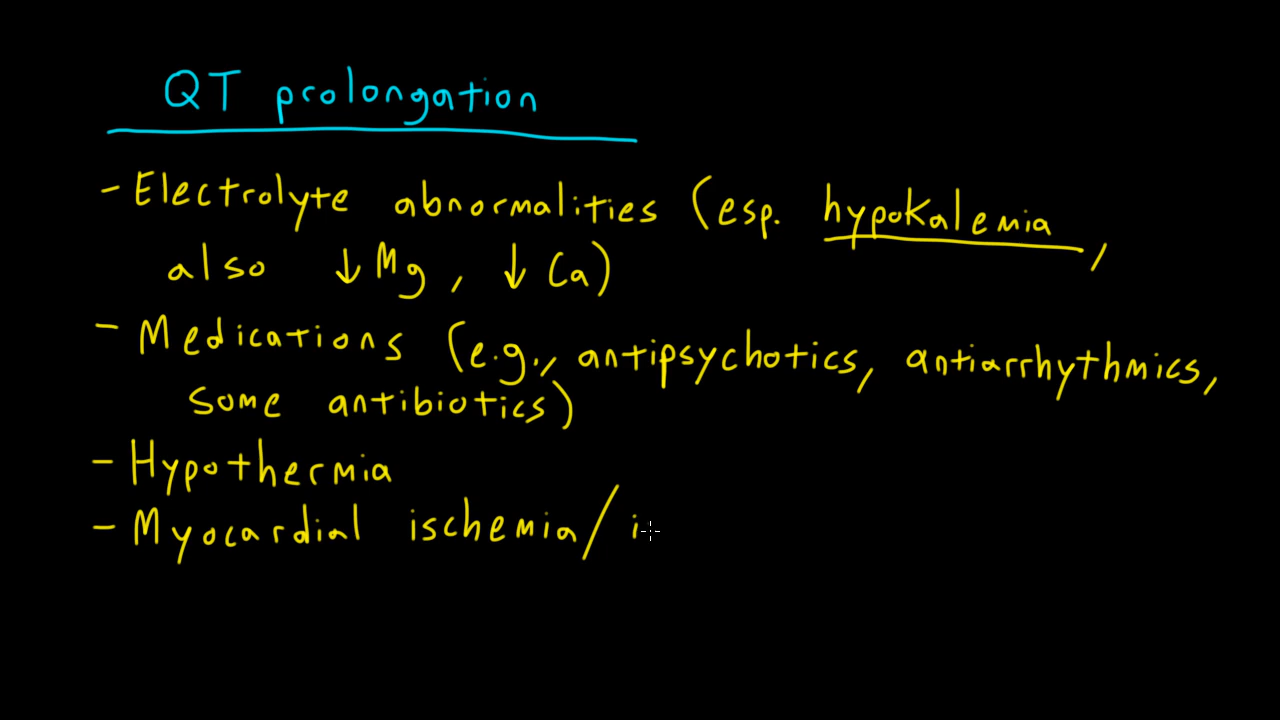 QT prolongation
- Electrolyte abnormalities (esp. hypokalemia,
also ↓Mg, ↓Ca)
- Medications (e.g., antipsychotics, antiarrhythmics,
some antibiotics)
- Hypothermia
- Myocardial ischemia/i